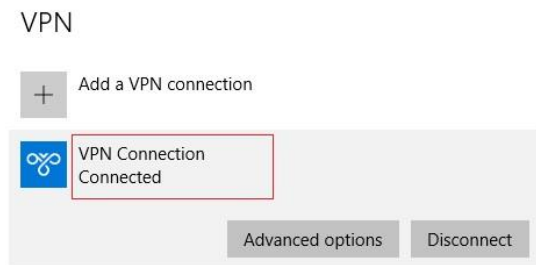 VPN
Add a VPN connection
VPN Connection
Connected
Advanced options Disconnect